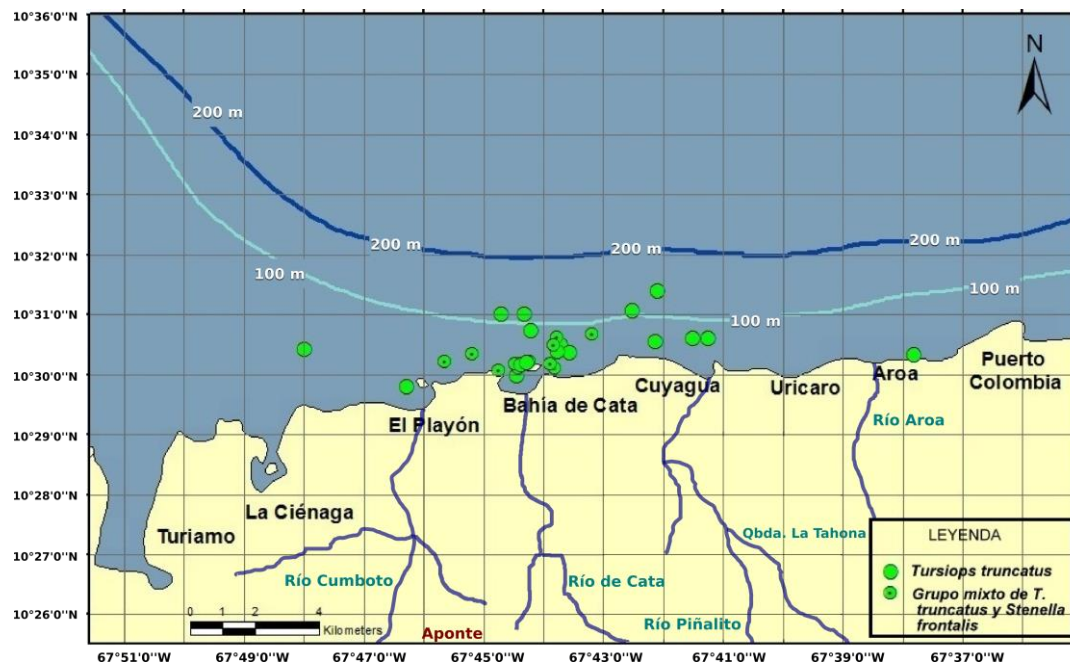 10°36'0"N
10°35'0"N
10°34'0"N
10°33'0"N
10°32'0"N
10°31'0"N
10°30'0"N
10°29'0"N
10°28'0"N
10°27'0"N
10°26'0"N
N
200 m
200 m
200 m
200 m
100 m
100 m
100 m
Puerto
Colombia
Aroa
Cuyagua
Uricaro
Bahía de Cata
El Playón
Río Aroa
La Ciénaga
Turiamo
Qbda. La Tahona
Río Cumboto
Río de Cata
Río Piñalito
Aponte
0 1 2 4
Kilometers
LEYENDA
Tursiops truncatus
Grupo mixto de T.
truncatus y Stenella
frontalis
67°51'0"W 67°49'0"W 67°47'0"W 67°45'0"W 67°43'0"W 67°41'0"W 67°39'0"W 67°37'0"W